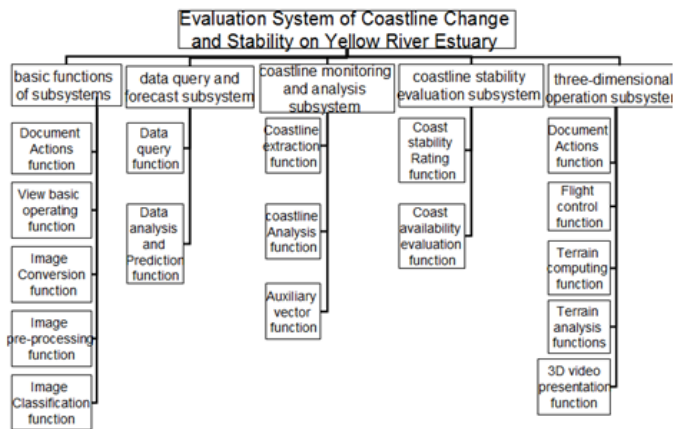 Evaluation System of Coastline Change
and Stability on Yellow River Estuary
basic functions
of subsystems
data query and
forecast subsystem
coastline monitoring
and analysis
subsystem
coastline stability
evaluation subsystem
three-dimensional
operation subsystem
Document
Actions
function
View basic
operating
function
Image
Conversion
function
Image
pre-processing
function
Image
Classification
function
Data
query
function
Data
analysis
and
Prediction
function
Coastline
extraction
function
coastline
Analysis
function
Auxiliary
vector
function
Coast
stability
Rating
function
Coast
availability
evaluation
function
Document
Actions
function
Flight
control
function
Terrain
computing
function
Terrain
analysis
functions
3D video
presentation
function